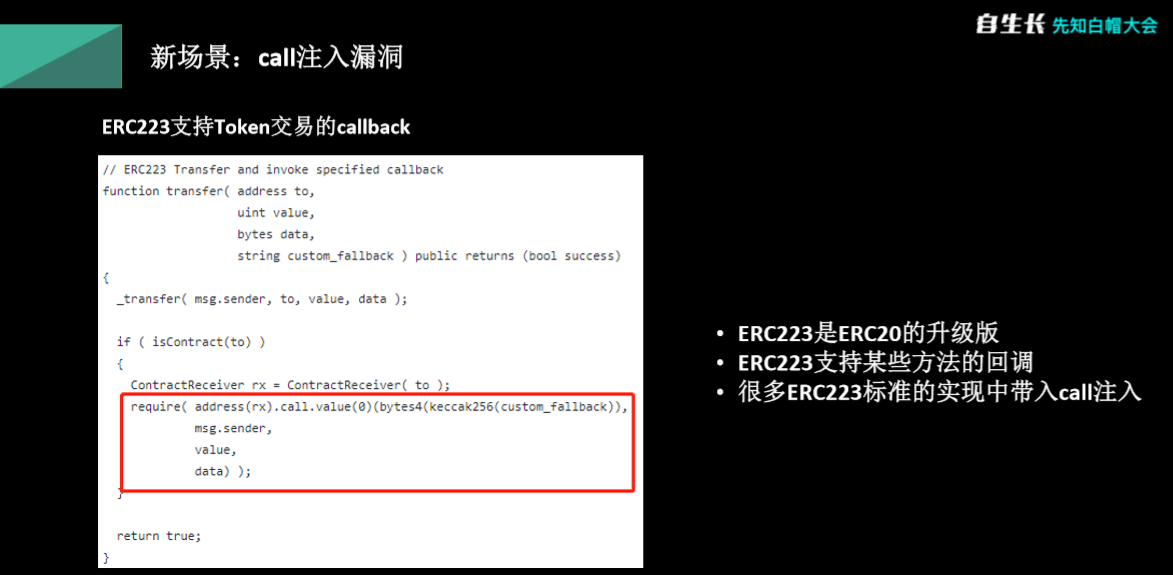 自生长 先知白帽大会
新场景：call注入漏洞
ERC223支持Token交易的callback
// ERC223 Transfer and invoke specified callback
function transfer( address to,
uint value,
bytes data,
string custom_fallback ) public returns (bool success)
{
_transfer( msg.sender, to, value, data );
if ( isContract(to) )
{
ContractReceiver rx = ContractReceiver( to );
require( address(rx).call.value(0)(bytes4(keccak256(custom_fallback)),
msg.sender,
value,
data) );
}
return true;
}
• ERC223是ERC20的升级版
• ERC223支持某些方法的回调
• 很多ERC223标准的实现中带入call注入